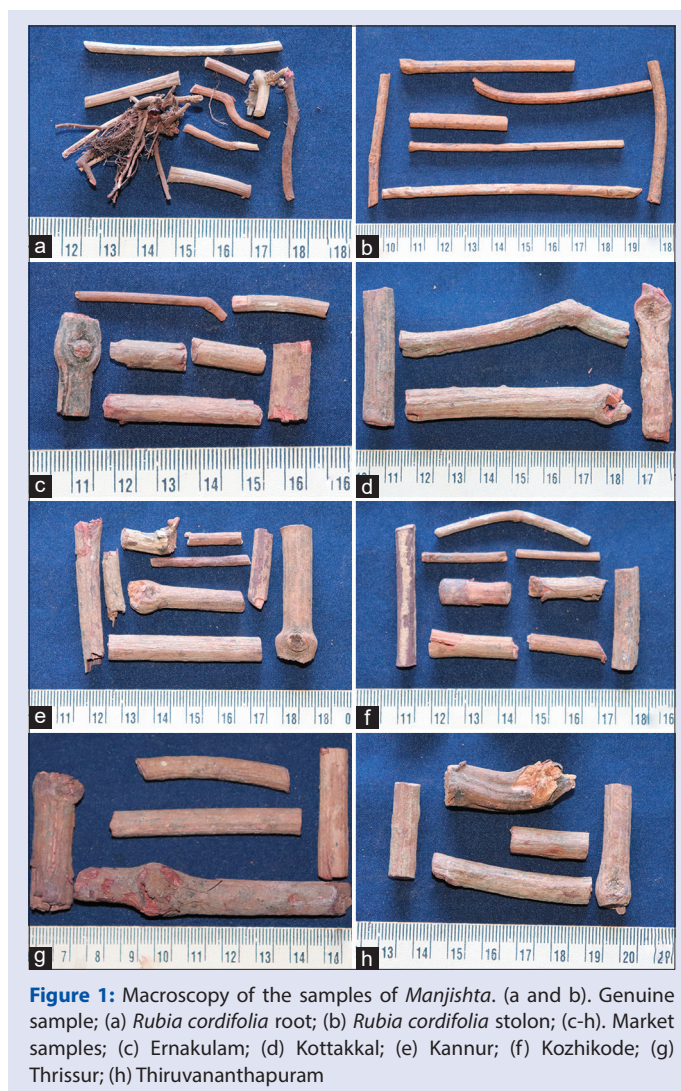 a
12 13 14 15 16 17 18 18
b
10 11 12 13 14 15 16 17 18 19 18
c
11 12 13 14 15 16 16
d
11 12 13 14 15 16 17 18 17
e
11 12 13 14 15 16 17 18 18 0
f
11 12 13 14 15 16 17 18 16
g
7 8 9 10 11 12 13 14
h
13 14 15 16 17 18 19 20
Figure 1: Macroscopy of the samples of Manjishta. (a and b). Genuine
sample; (a) Rubia cordifolia root; (b) Rubia cordifolia stolon; (c-h). Market
samples; (c) Ernakulam; (d) Kottakkal; (e) Kannur; (f) Kozhikode; (g)
Thrissur; (h) Thiruvananthapuram